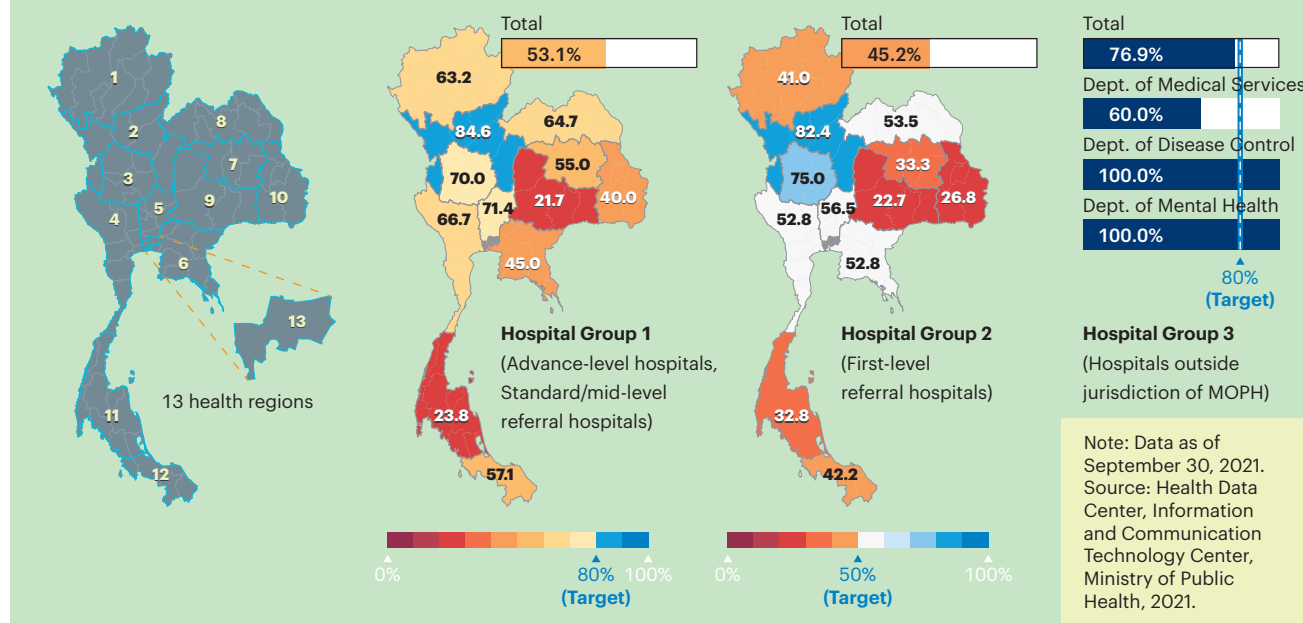 1
2
3
4
5
6
7
8
9
10
11
12
13
13 health regions
Total
53.1%
63.2
84.6
64.7
55.0
70.0
21.7
40.0
71.4
66.7
45.0
23.8
57.1
Hospital Group 1
(Advance-level hospitals,
Standard/mid-level
referral hospitals)
0%
80%
100%
(Target)
Total
45.2%
41.0
82.4
53.5
33.3
75.0
22.7
26.8
56.5
52.8
52.8
32.8
42.2
Hospital Group 2
(First-level
referral hospitals)
0%
50%
100%
(Target)
Total
76.9%
Dept. of Medical Services
60.0%
Dept. of Disease Control
100.0%
Dept. of Mental Health
100.0%
80%
(Target)
Hospital Group 3
(Hospitals outside
jurisdiction of MOPH)
Note: Data as of
September 30, 2021.
Source: Health Data
Center, Information
and Communication
Technology Center,
Ministry of Public
Health, 2021.